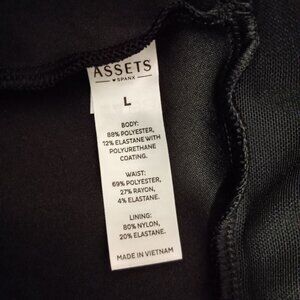 ASSETS
♥ SPANX
L
BODY:
88% POLYESTER,
12% ELASTANE WITH
POLYURETHANE
COATING.
WAIST:
69% POLYESTER,
27% RAYON,
4% ELASTANE.
LINING:
80% NYLON,
20% ELASTANE.
MADE IN VIETNAM